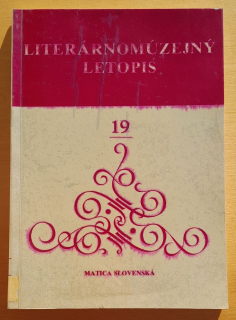 LITERÁRNOMÚZEJNÝ
LETOPIS
19
MATICA SLOVENSKÁ